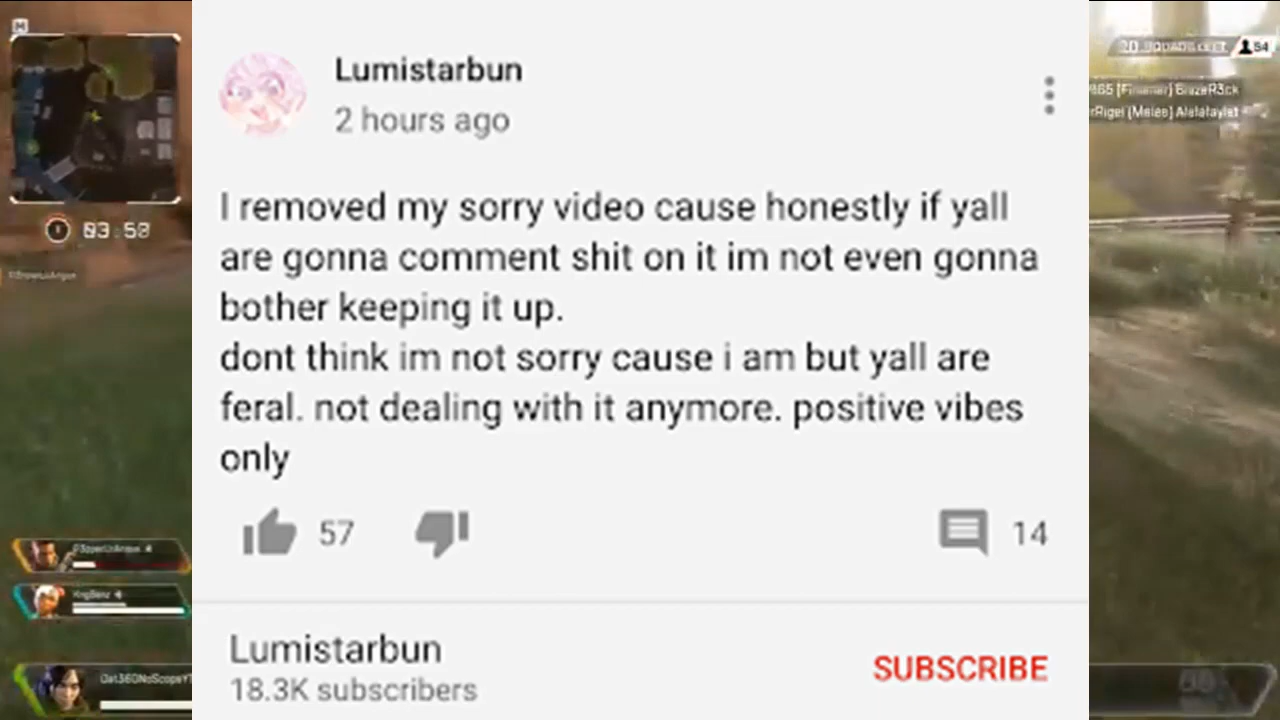 M
Lumistarbun
2 hours ago
03:58
I removed my sorry video cause honestly if yall
are gonna comment shit on it im not even gonna
bother keeping it up.
dont think im not sorry cause i am but yall are
feral. not dealing with it anymore. positive vibes
only
57
14
KngBenz
Lumistarbun
18.3K subscribers
SUBSCRIBE